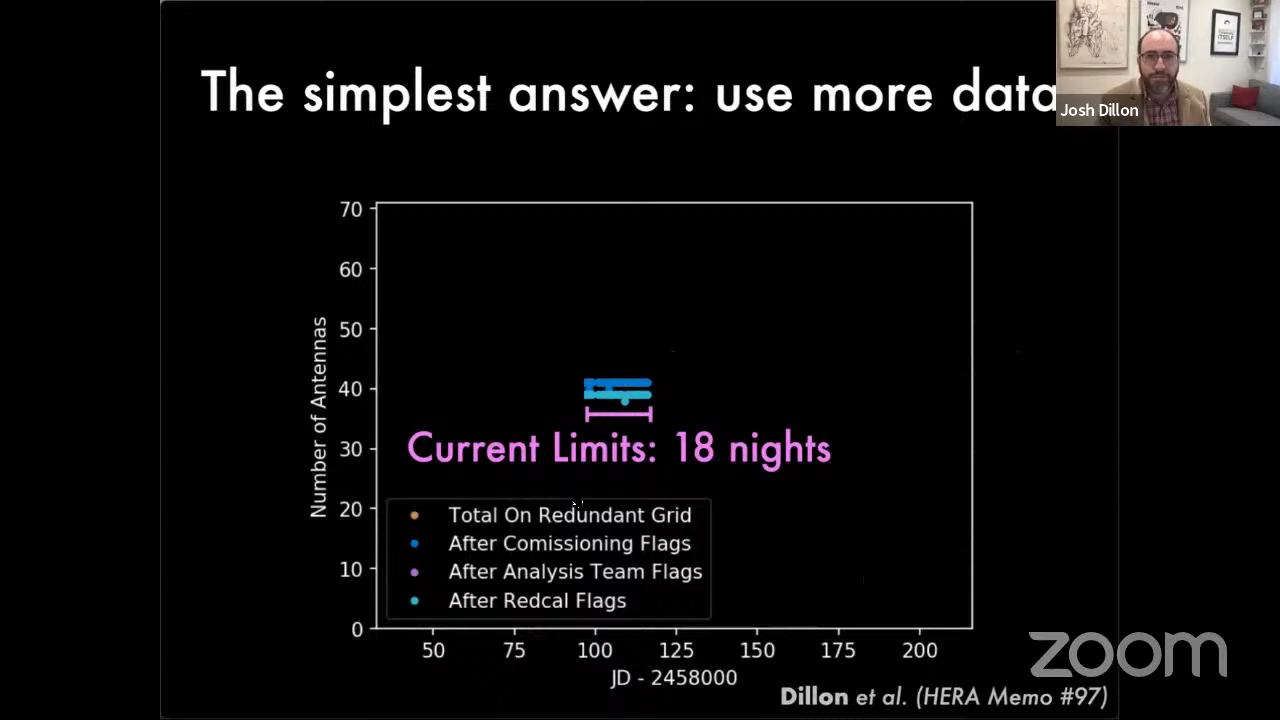 The simplest answer: use more data
Josh Dillon
70
60
50
40
30
20
10
0
Number of Antennas
Current Limits: 18 nights
Total On Redundant Grid
After Comissioning Flags
After Analysis Team Flags
After Redcal Flags
50 75 100 125 150 175 200
JD - 2458000
Dillon et al. (HERA Memo #97)
zoom